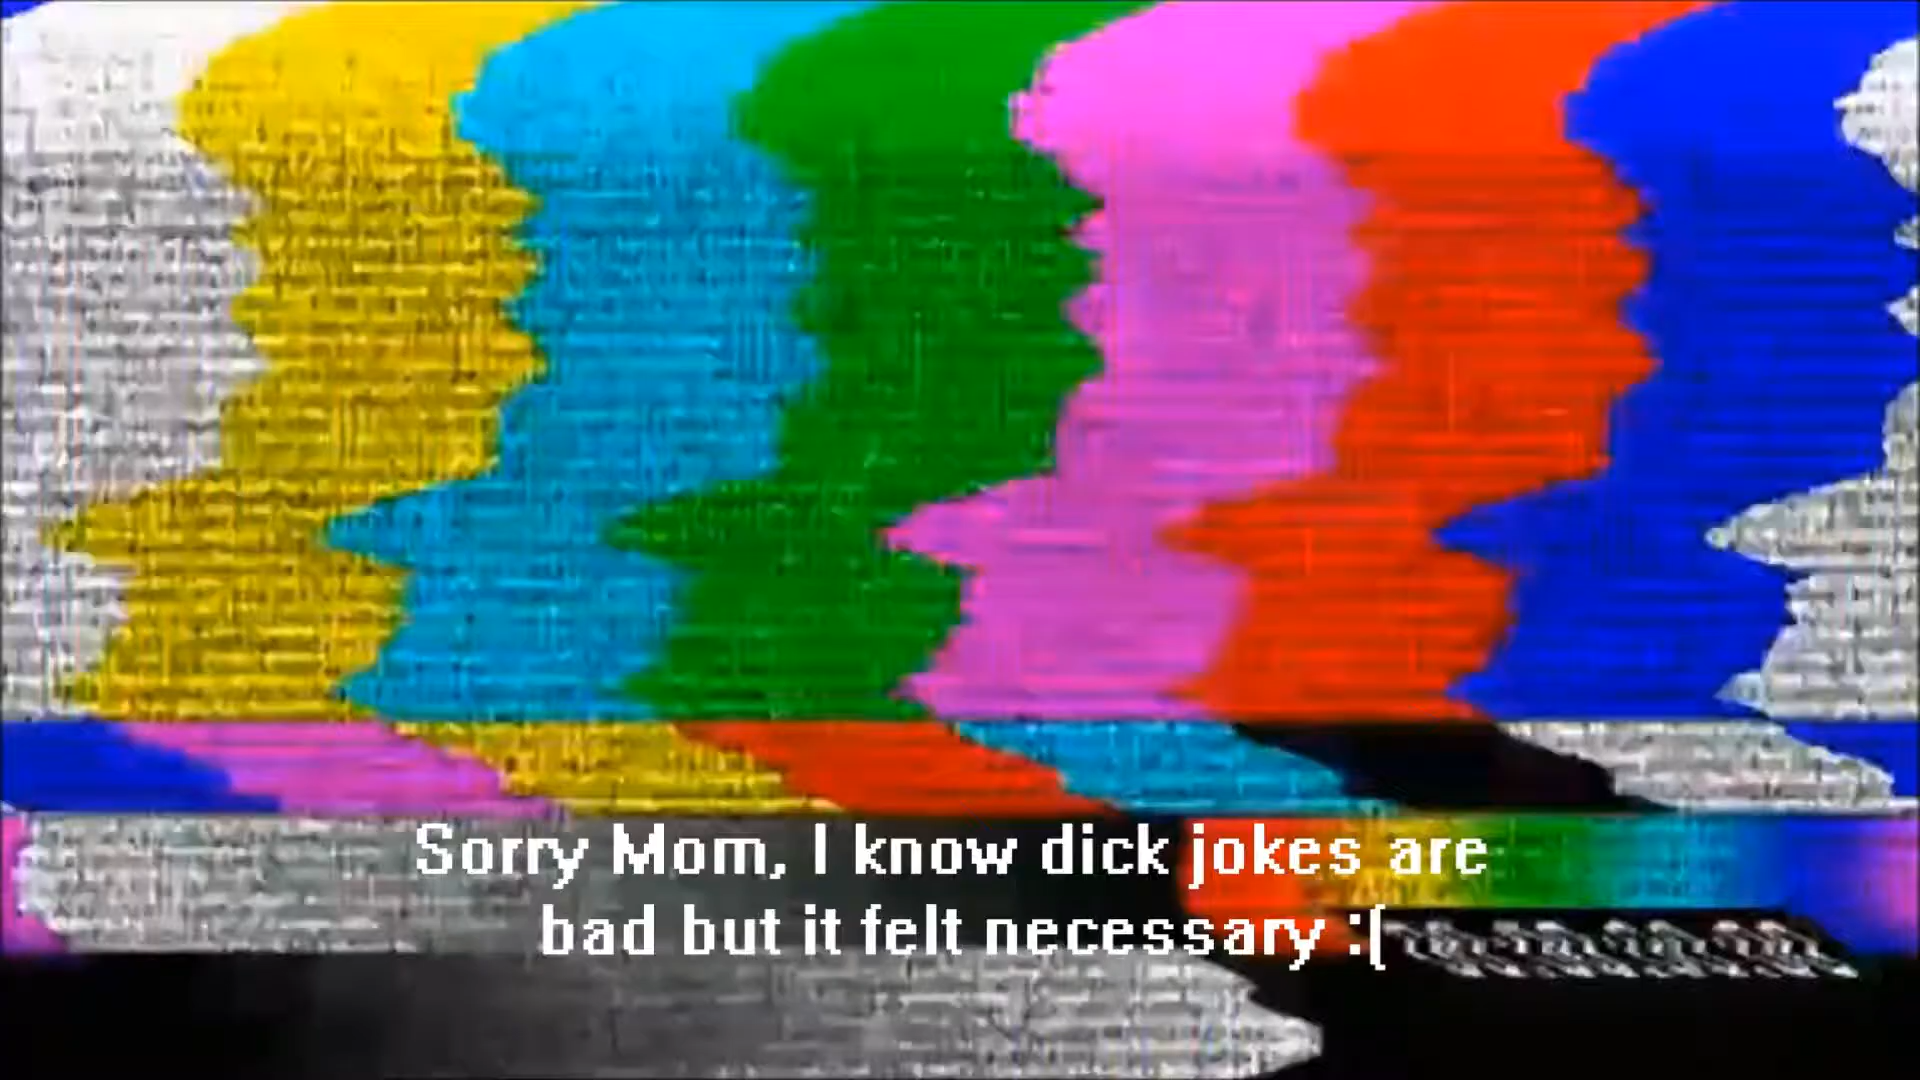 Sorry Mom, I know dick jokes are
bad but it felt necessary :(